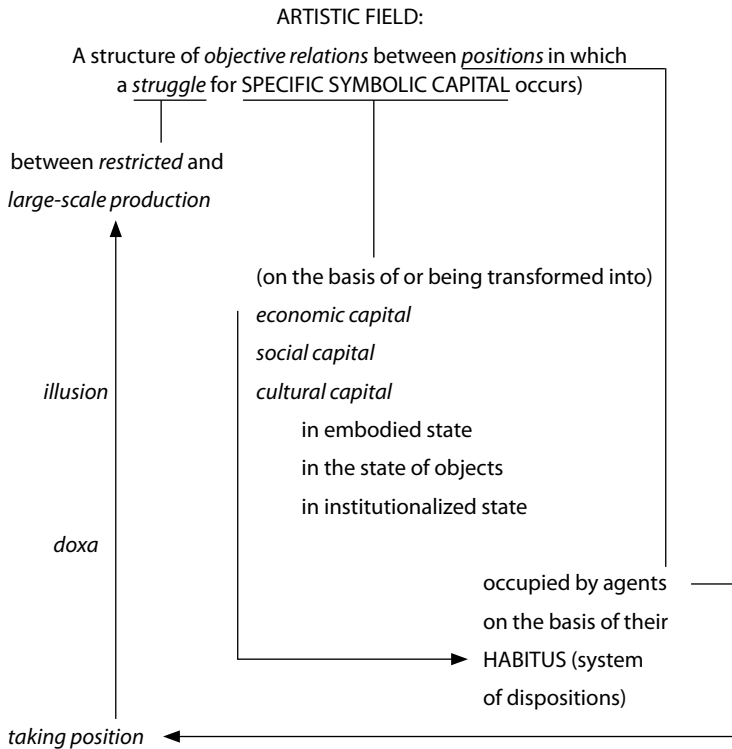 ARTISTIC FIELD:
A structure of objective relations between positions in which
a struggle for SPECIFIC SYMBOLIC CAPITAL occurs)
between restricted and
large-scale production
(on the basis of or being transformed into)
economic capital
social capital
cultural capital
in embodied state
in the state of objects
in institutionalized state
illusion
doxa
occupied by agents
on the basis of their
HABITUS (system
of dispositions)
taking position